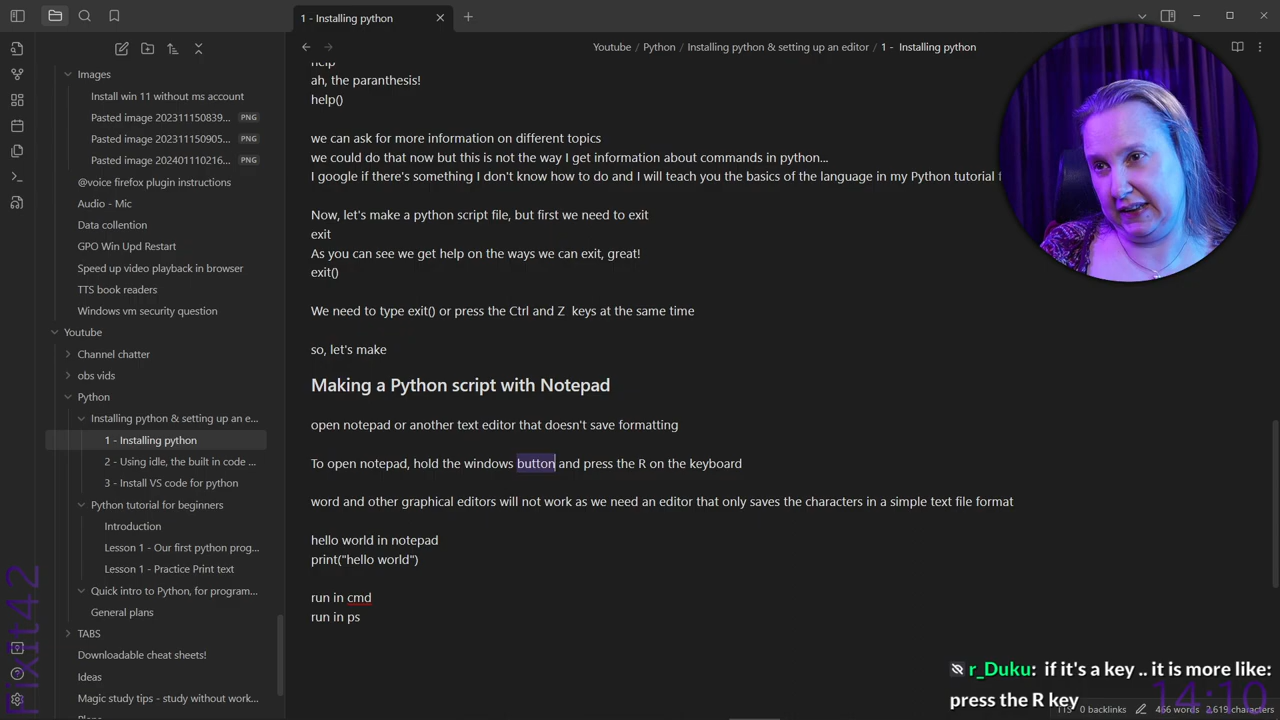 1 - Installing python
Youtube / Python / Installing python & setting up an editor / 1 - Installing python
Images
Install win 11 without ms account
Pasted image 202311150839... PNG
Pasted image 202311150905... PNG
Pasted image 202401110216... PNG
@voice firefox plugin instructions
Audio - Mic
Data collention
GPO Win Upd Restart
Speed up video playback in browser
TTS book readers
Windows vm security question
Youtube
Channel chatter
obs vids
Python
Installing python & setting up an e...
1 - Installing python
2 - Using idle, the built in code ...
3 - Install VS code for python
Python tutorial for beginners
Introduction
Lesson 1 - Our first python prog...
Lesson 1 - Practice Print text
Quick intro to Python, for program...
General plans
TABS
Downloadable cheat sheets!
Ideas
Magic study tips - study without work...
Plans
help
ah, the paranthesis!
help()
we can ask for more information on different topics
we could do that now but this is not the way I get information about commands in python...
I google if there's something I don't know how to do and I will teach you the basics of the language in my Python tutorial f
Now, let's make a python script file, but first we need to exit
exit
As you can see we get help on the ways we can exit, great!
exit()
We need to type exit() or press the Ctrl and Z keys at the same time
so, let's make
Making a Python script with Notepad
open notepad or another text editor that doesn't save formatting
To open notepad, hold the windows button and press the R on the keyboard
word and other graphical editors will not work as we need an editor that only saves the characters in a simple text file format
hello world in notepad
print("hello world")
run in cmd
run in ps
r_Duku: if it's a key .. it is more like:
press the R key
14:10
TTS 0 backlinks 466 words 2,619 characters
Fixit42